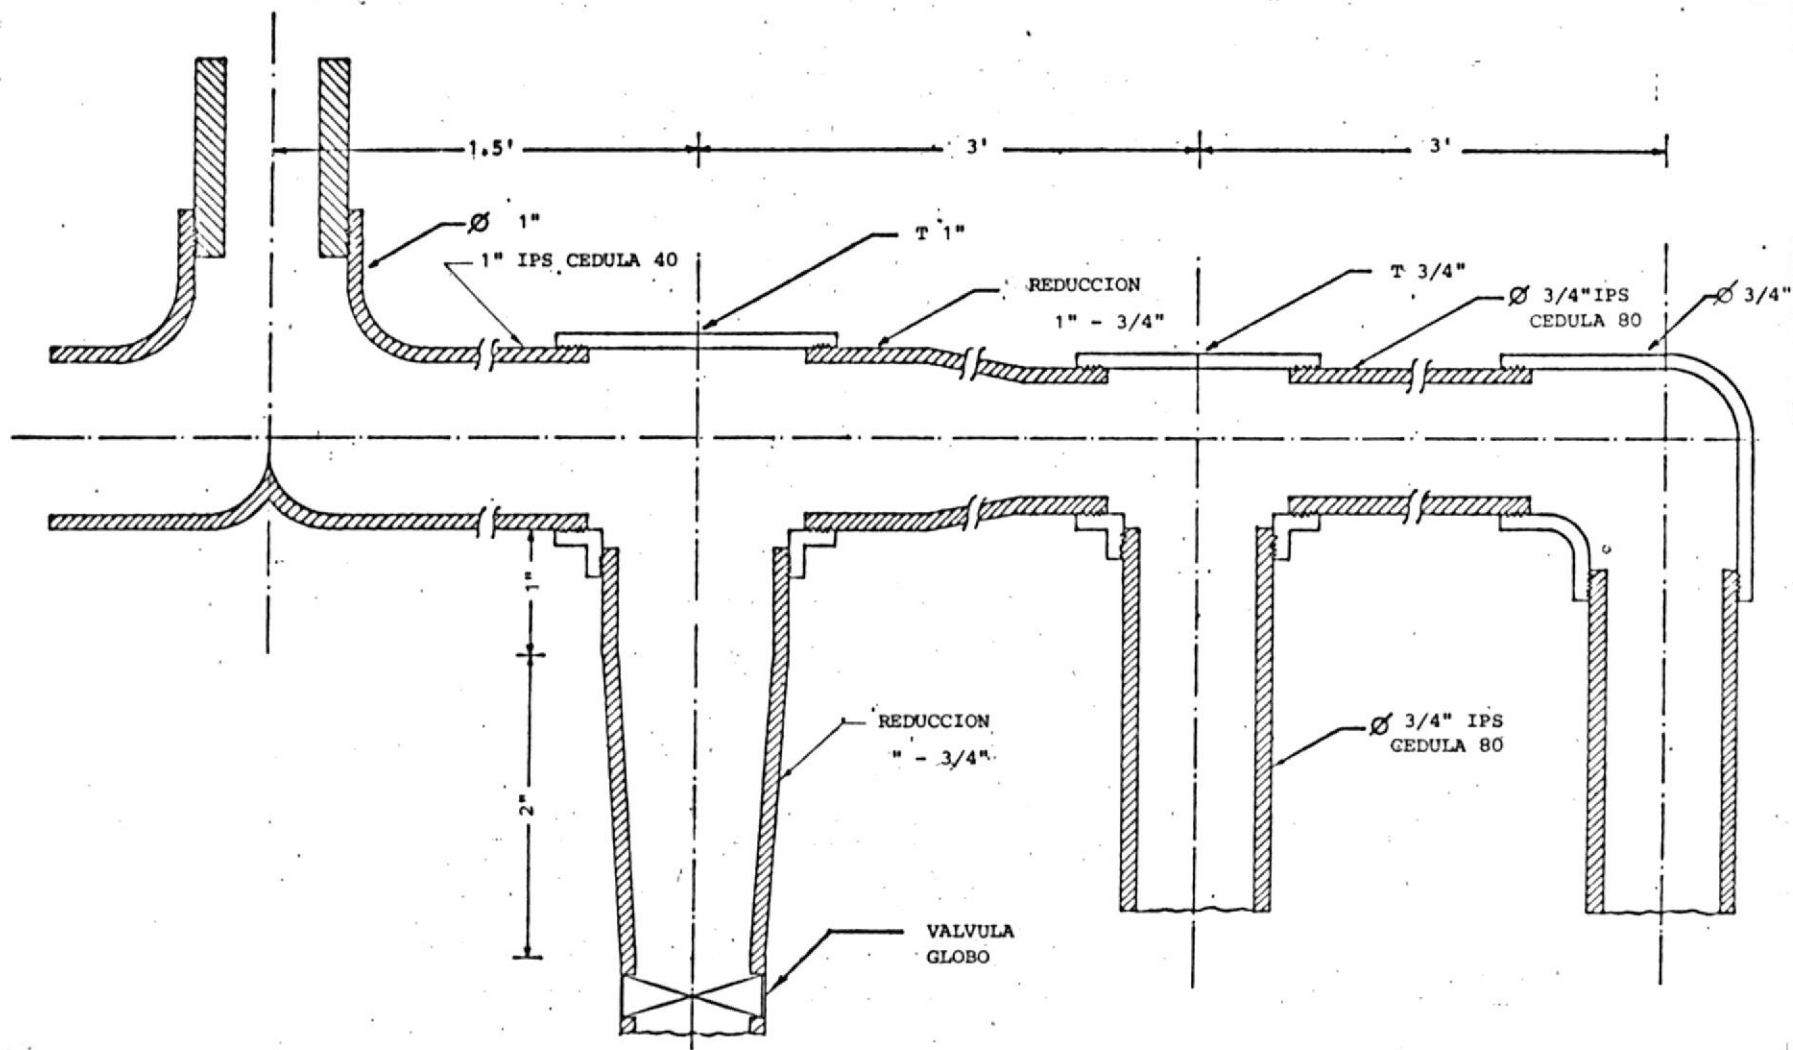 1.5' 3' 3'
Ø 1"
1" IPS CEDULA 40
T 1"
REDUCCION
1" - 3/4"
T 3/4"
Ø 3/4" IPS
CEDULA 80
Ø 3/4"
1"
2"
REDUCCION
" - 3/4"
Ø 3/4" IPS
CEDULA 80
VALVULA
GLOBO